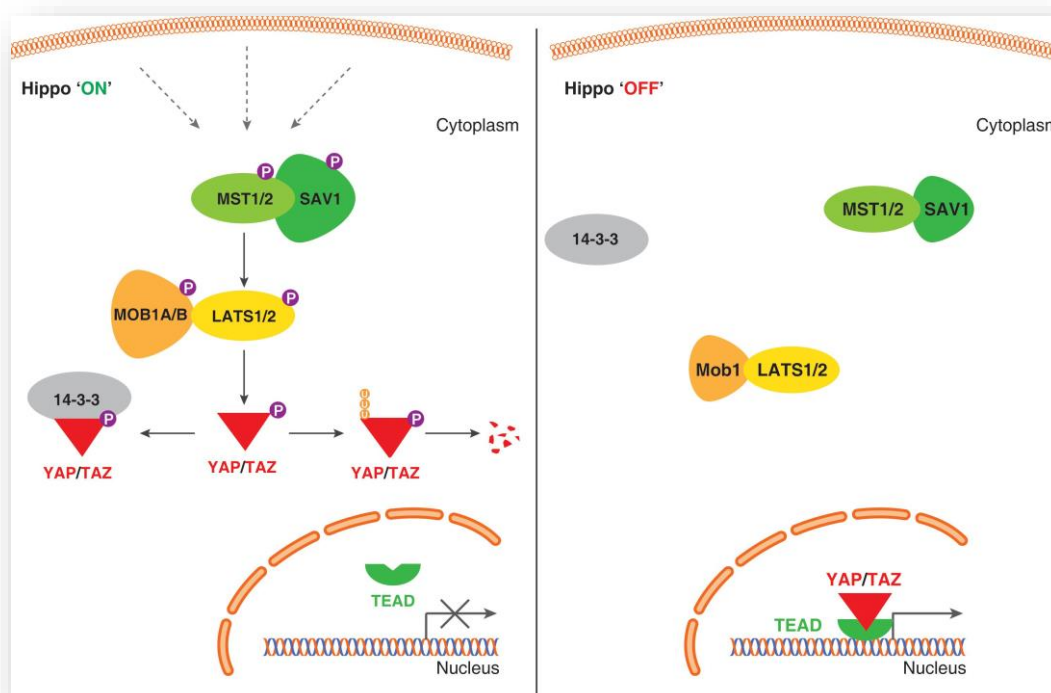 Hippo ‘ON’
Cytoplasm
P
P
MST1/2
SAV1
P
P
MOB1A/B
LATS1/2
14-3-3
P
YAP/TAZ
P
YAP/TAZ
U
U
U
P
YAP/TAZ
TEAD
Nucleus
Hippo ‘OFF’
Cytoplasm
14-3-3
MST1/2
SAV1
Mob1
LATS1/2
YAP/TAZ
TEAD
Nucleus